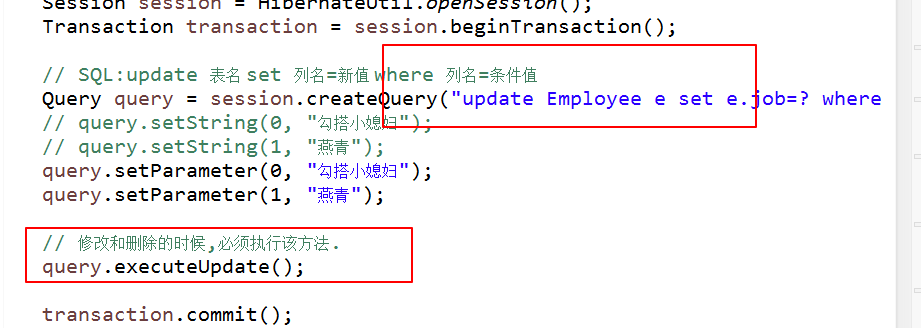 Session session = HibernateUtil.openSession();
Transaction transaction = session.beginTransaction();
// SQL:update 表名 set 列名=新值 where 列名=条件值
Query query = session.createQuery("update Employee e set e.job=? where
// query.setString(0, "勾搭小媳妇");
// query.setString(1, "燕青");
query.setParameter(0, "勾搭小媳妇");
query.setParameter(1, "燕青");
// 修改和删除的时候,必须执行该方法.
query.executeUpdate();
transaction.commit();